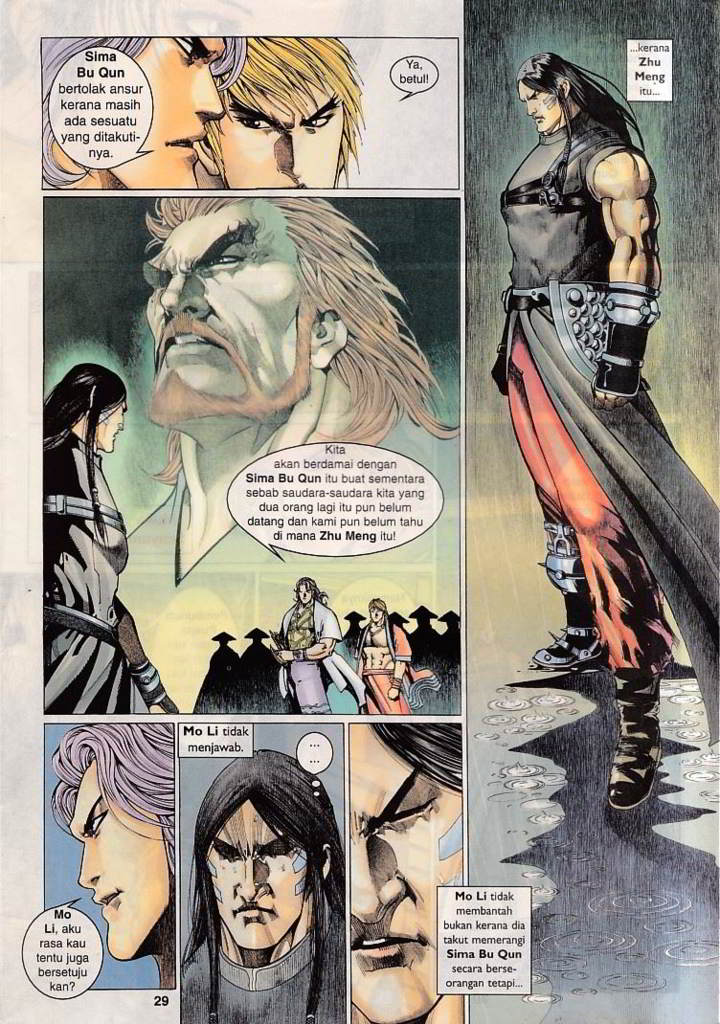 Sima
Bu Qun
bertolak ansur
kerana masih
ada sesuatu
yang ditakuti-
nya.
Ya,
betul!
Kita
akan berdamai dengan
Sima Bu Qun itu buat sementara
sebab saudara-saudara kita yang
dua orang lagi itu pun belum
datang dan kami pun belum tahu
di mana Zhu Meng itu!
Mo
Li, aku
rasa kau
tentu juga
bersetuju
kan?
Mo Li tidak
menjawab.
...
...
Mo Li tidak
membantah
bukan kerana dia
takut memerangi
Sima Bu Qun
secara berse-
orangan tetapi...
...kerana
Zhu
Meng
itu...
29